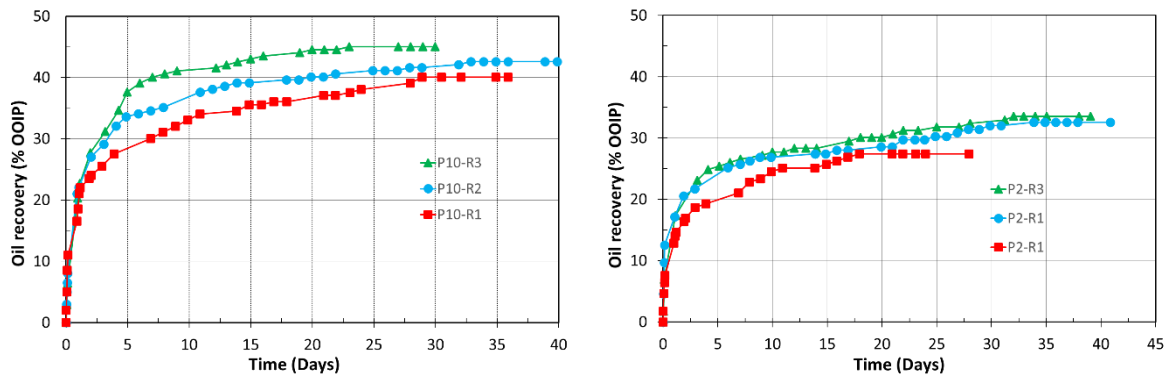 Oil recovery (% OOIP)
50
40
30
20
10
0
P10-R3
P10-R2
P10-R1
0 5 10 15 20 25 30 35 40
Time (Days)
Oil recovery (% OOIP)
50
40
30
20
10
0
P2-R3
P2-R1
P2-R1
0 5 10 15 20 25 30 35 40 45
Time (Days)